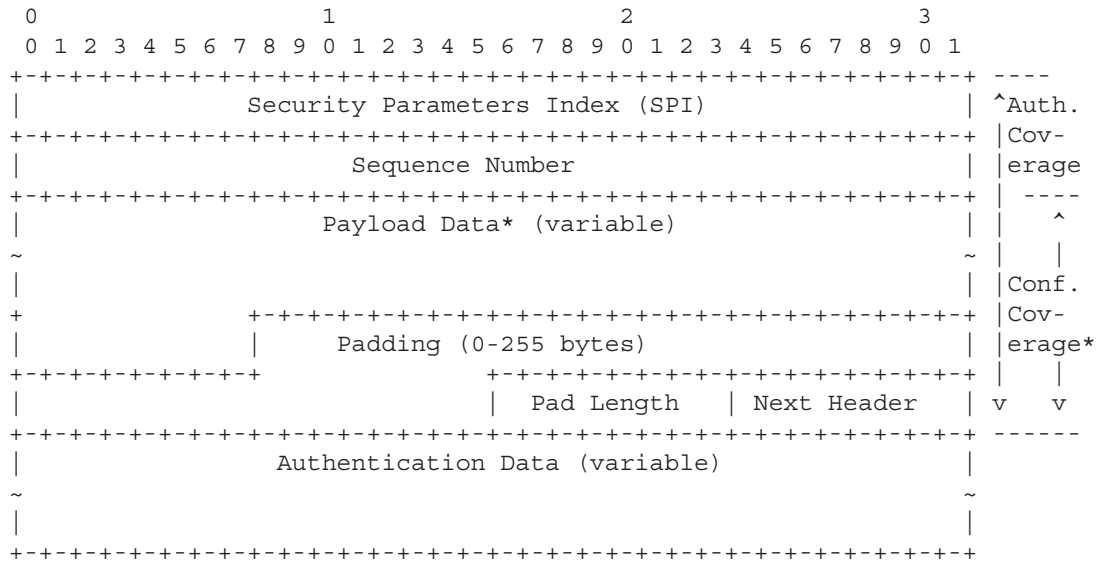 0                   1                   2                   3
 0 1 2 3 4 5 6 7 8 9 0 1 2 3 4 5 6 7 8 9 0 1 2 3 4 5 6 7 8 9 0 1
+-+-+-+-+-+-+-+-+-+-+-+-+-+-+-+-+-+-+-+-+-+-+-+-+-+-+-+-+-+-+-+-+ ----
|               Security Parameters Index (SPI)                | ^Auth.
+-+-+-+-+-+-+-+-+-+-+-+-+-+-+-+-+-+-+-+-+-+-+-+-+-+-+-+-+-+-+-+-+ |Cov-
|                      Sequence Number                          | |erage
+-+-+-+-+-+-+-+-+-+-+-+-+-+-+-+-+-+-+-+-+-+-+-+-+-+-+-+-+-+-+-+-+ | ----
|                    Payload Data* (variable)                   | |   ^
~                                                               ~ |   |
|                                                               | |Conf.
+               +-+-+-+-+-+-+-+-+-+-+-+-+-+-+-+-+-+-+-+-+-+-+-+-+ |Cov-
|               |     Padding (0-255 bytes)                     | |erage*
+-+-+-+-+-+-+-+-+               +-+-+-+-+-+-+-+-+-+-+-+-+-+-+-+-+ |   |
|                               |  Pad Length   | Next Header   | v   v
+-+-+-+-+-+-+-+-+-+-+-+-+-+-+-+-+-+-+-+-+-+-+-+-+-+-+-+-+-+-+-+-+ ------
|                 Authentication Data (variable)                |
~                                                               ~
|                                                               |
+-+-+-+-+-+-+-+-+-+-+-+-+-+-+-+-+-+-+-+-+-+-+-+-+-+-+-+-+-+-+-+-+